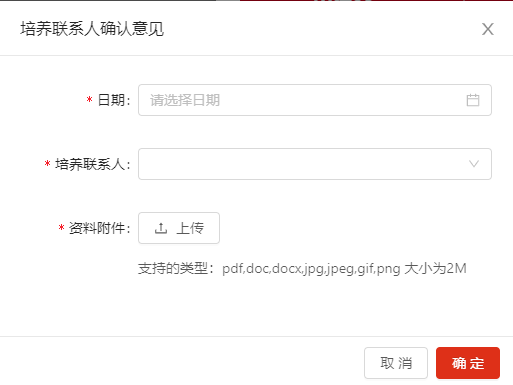 培养联系人确认意见
* 日期: 请选择日期
* 培养联系人:
* 资料附件: 上传
支持的类型：pdf,doc,docx,jpg,jpeg,gif,png 大小为2M
取 消 确 定